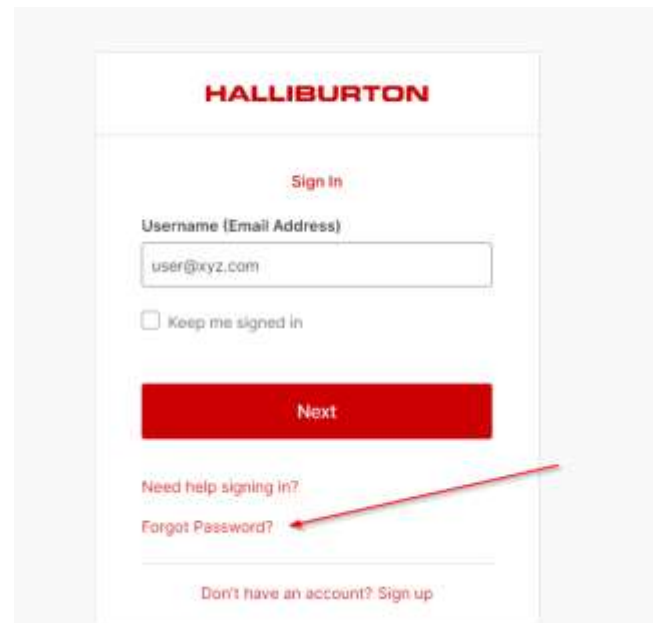 HALLIBURTON
Sign In
Username (Email Address)
user@xyz.com
Keep me signed in
Next
Need help signing in?
Forgot Password?
Don't have an account? Sign up